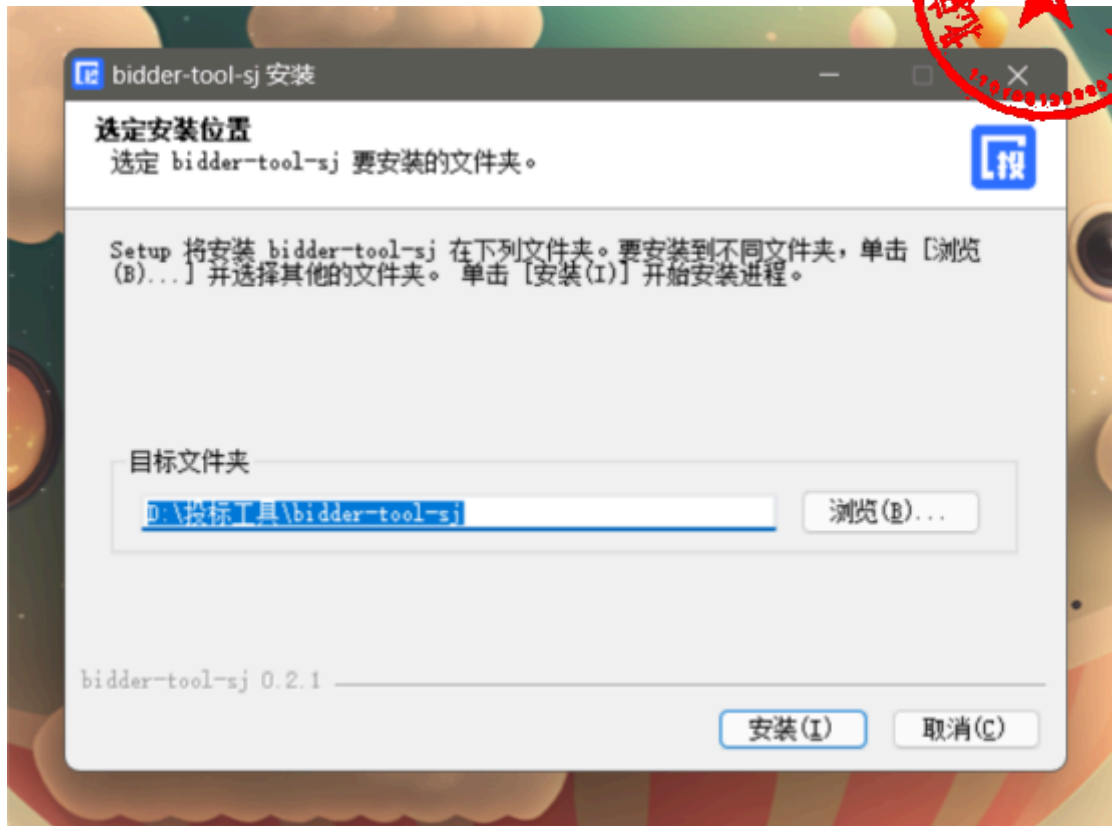 bidder-tool-sj 安装
选定安装位置
选定 bidder-tool-sj 要安装的文件夹。
投
Setup 将安装 bidder-tool-sj 在下列文件夹。要安装到不同文件夹，单击 [浏览
(B)...] 并选择其他的文件夹。 单击 [安装(I)] 开始安装进程。
目标文件夹
D:\投标工具\bidder-tool-sj
浏览(B)...
bidder-tool-sj 0.2.1
安装(I)
取消(C)